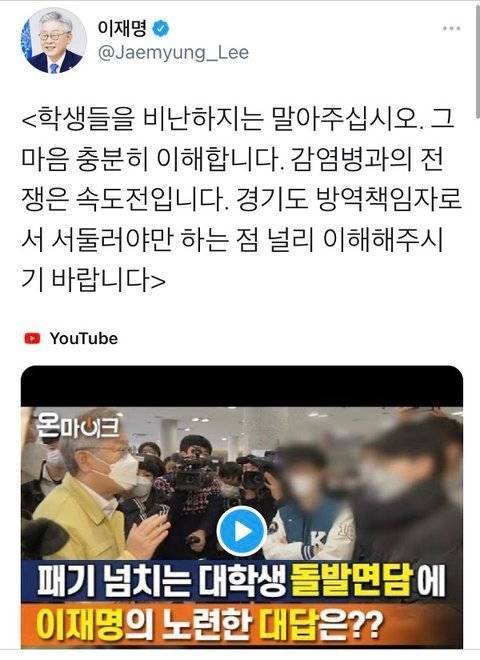 이재명
@Jaemyung_Lee
<학생들을 비난하지는 말아주십시오. 그
마음 충분히 이해합니다. 감염병과의 전
쟁은 속도전입니다. 경기도 방역책임자로
서 서둘러야만 하는 점 널리 이해해주시
기 바랍니다>
YouTube
온마이크
K
패기 넘치는 대학생 돌발면담에
이재명의 노련한 대답은??